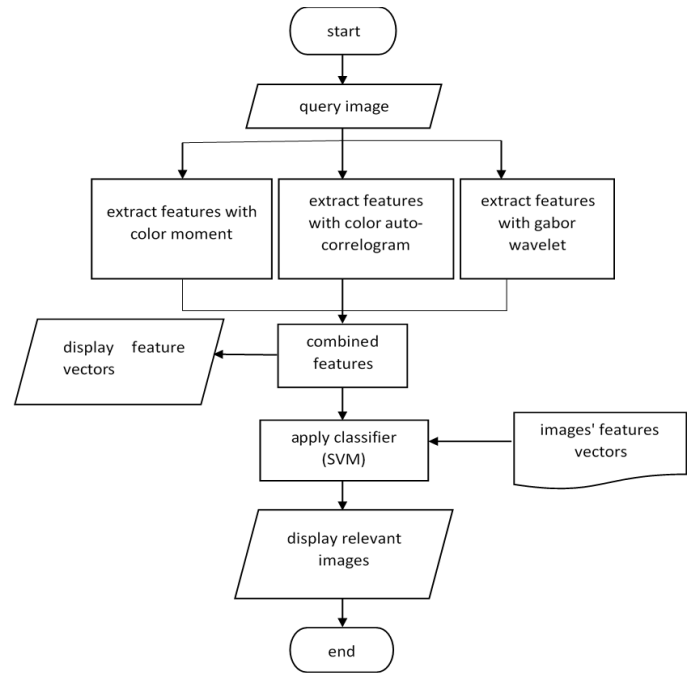 start
query image
extract features with
color moment
extract features
with color auto-
correlogram
extract features
with gabor
wavelet
combined
features
display feature
vectors
apply classifier
(SVM)
images' features
vectors
display relevant
images
end